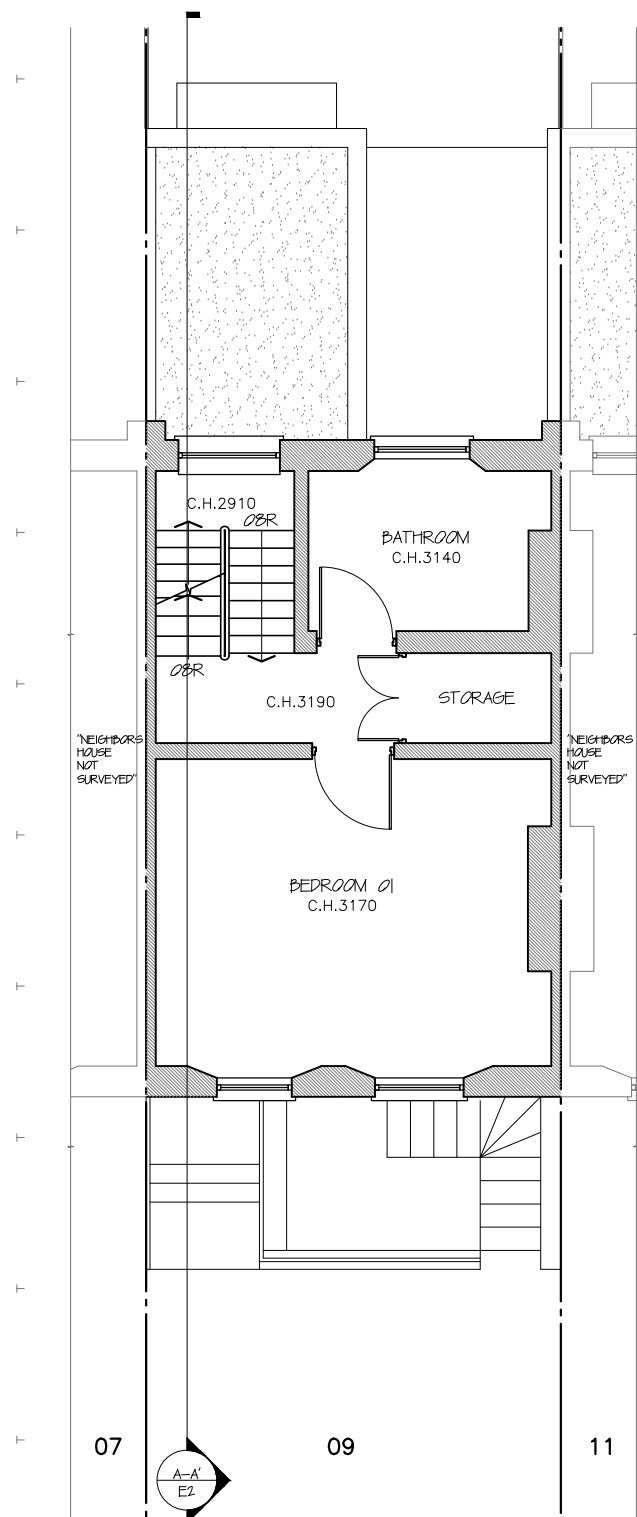 C.H.2910
08R
BATHROOM
C.H.3140
08R
C.H.3190
STORAGE
"NEIGHBORS
HOUSE
NOT
SURVEYED"
"NEIGHBORS
HOUSE
NOT
SURVEYED"
BEDROOM 01
C.H.3170
07
09
11
A-A'
E2